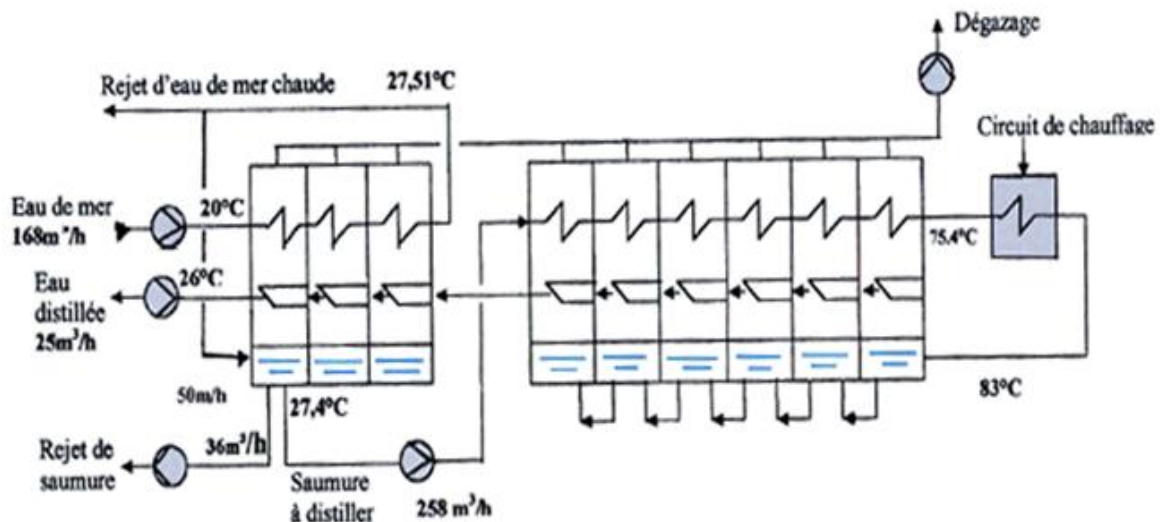 Dégazage
Rejet d'eau de mer chaude
27,51°C
Circuit de chauffage
Eau de mer
168m³/h
20°C
75.4°C
Eau
distillée
25m³/h
26°C
50m/h
27,4°C
83°C
Rejet de
saumure
36m³/h
Saumure
à distiller
258 m³/h